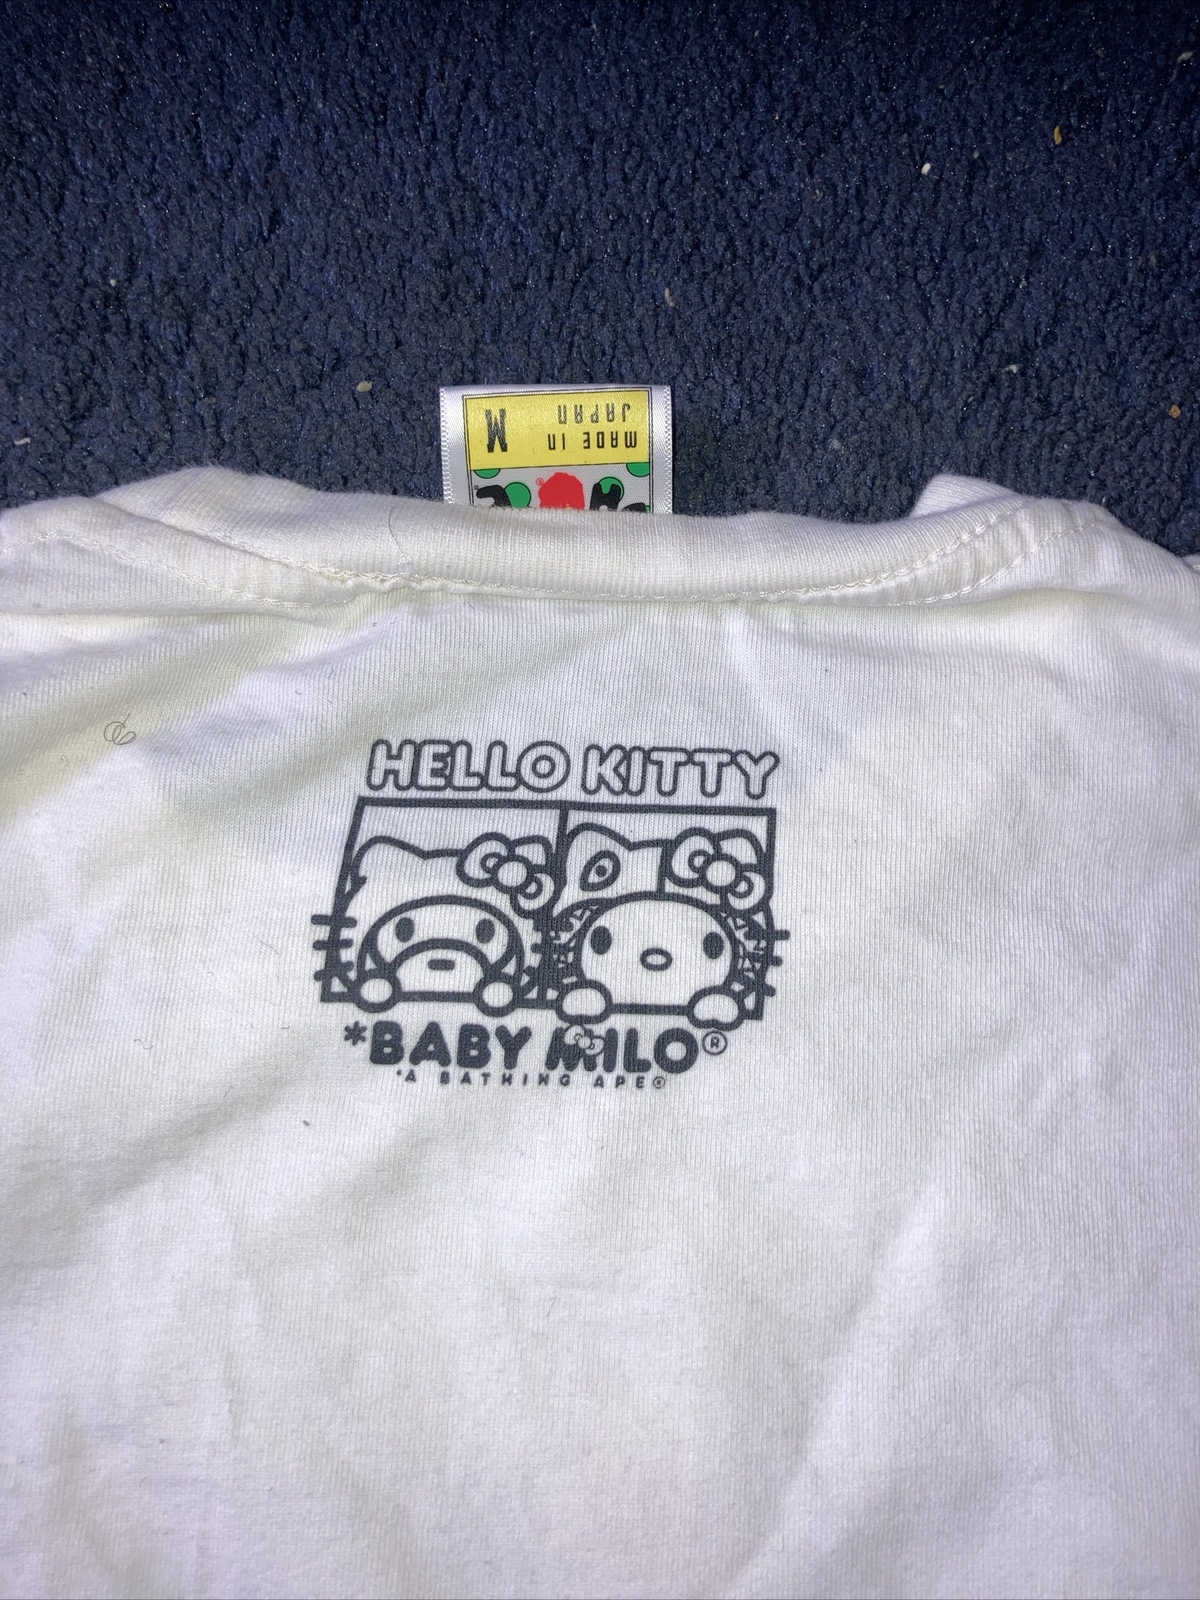 MADE IN
JAPAN
M
HELLO KITTY
*BABY MILO®
*A BATHING APE®